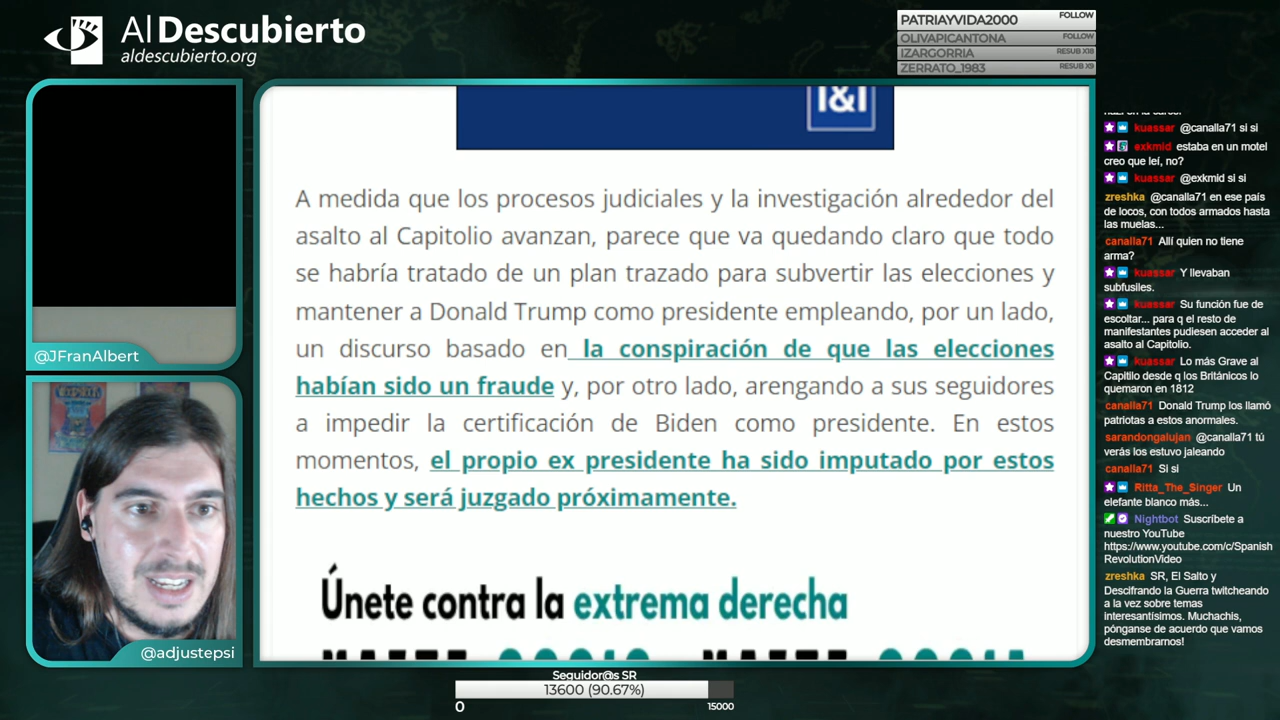 Al Descubierto
aldescubierto.org
PATRIAYVIDA2000 FOLLOW
OLIVAPICANTONA FOLLOW
IZARGORRIA RESUB X18
ZERRATO_1983 RESUB X9
1&1
A medida que los procesos judiciales y la investigación alrededor del
asalto al Capitolio avanzan, parece que va quedando claro que todo
se habría tratado de un plan trazado para subvertir las elecciones y
mantener a Donald Trump como presidente empleando, por un lado,
un discurso basado en la conspiración de que las elecciones
habían sido un fraude y, por otro lado, arengando a sus seguidores
a impedir la certificación de Biden como presidente. En estos
momentos, el propio ex presidente ha sido imputado por estos
hechos y será juzgado próximamente.
Únete contra la extrema derecha
@JFranAlbert
@adjustepsi
kuassar @canalla71 si si
exkmid estaba en un motel
creo que leí, no?
kuassar @exkmid si si
zreshka @canalla71 en ese país
de locos, con todos armados hasta
las muelas...
canalla71 Allí quien no tiene
arma?
kuassar Y llevaban
subfusiles.
kuassar Su función fue de
escoltar... para q el resto de
manifestantes pudiesen acceder al
asalto al Capitolio.
kuassar Lo más Grave al
Capitlio desde q los Británicos lo
quemaron en 1812
canalla71 Donald Trump los llamó
patriotas a estos anormales.
sarandongalujan @canalla71 tú
verás los estuvo jaleando
canalla71 Si si
Ritta_The_Singer Un
elefante blanco más...
Nightbot Suscríbete a
nuestro YouTube
https://www.youtube.com/c/Spanish
RevolutionVideo
zreshka SR, El Salto y
Descifrando la Guerra twitcheando
a la vez sobre temas
interesantísimos. Muchachis,
pónganse de acuerdo que vamos
desmembrarnos!
Seguidor@s SR
13600 (90.67%)
0 15000